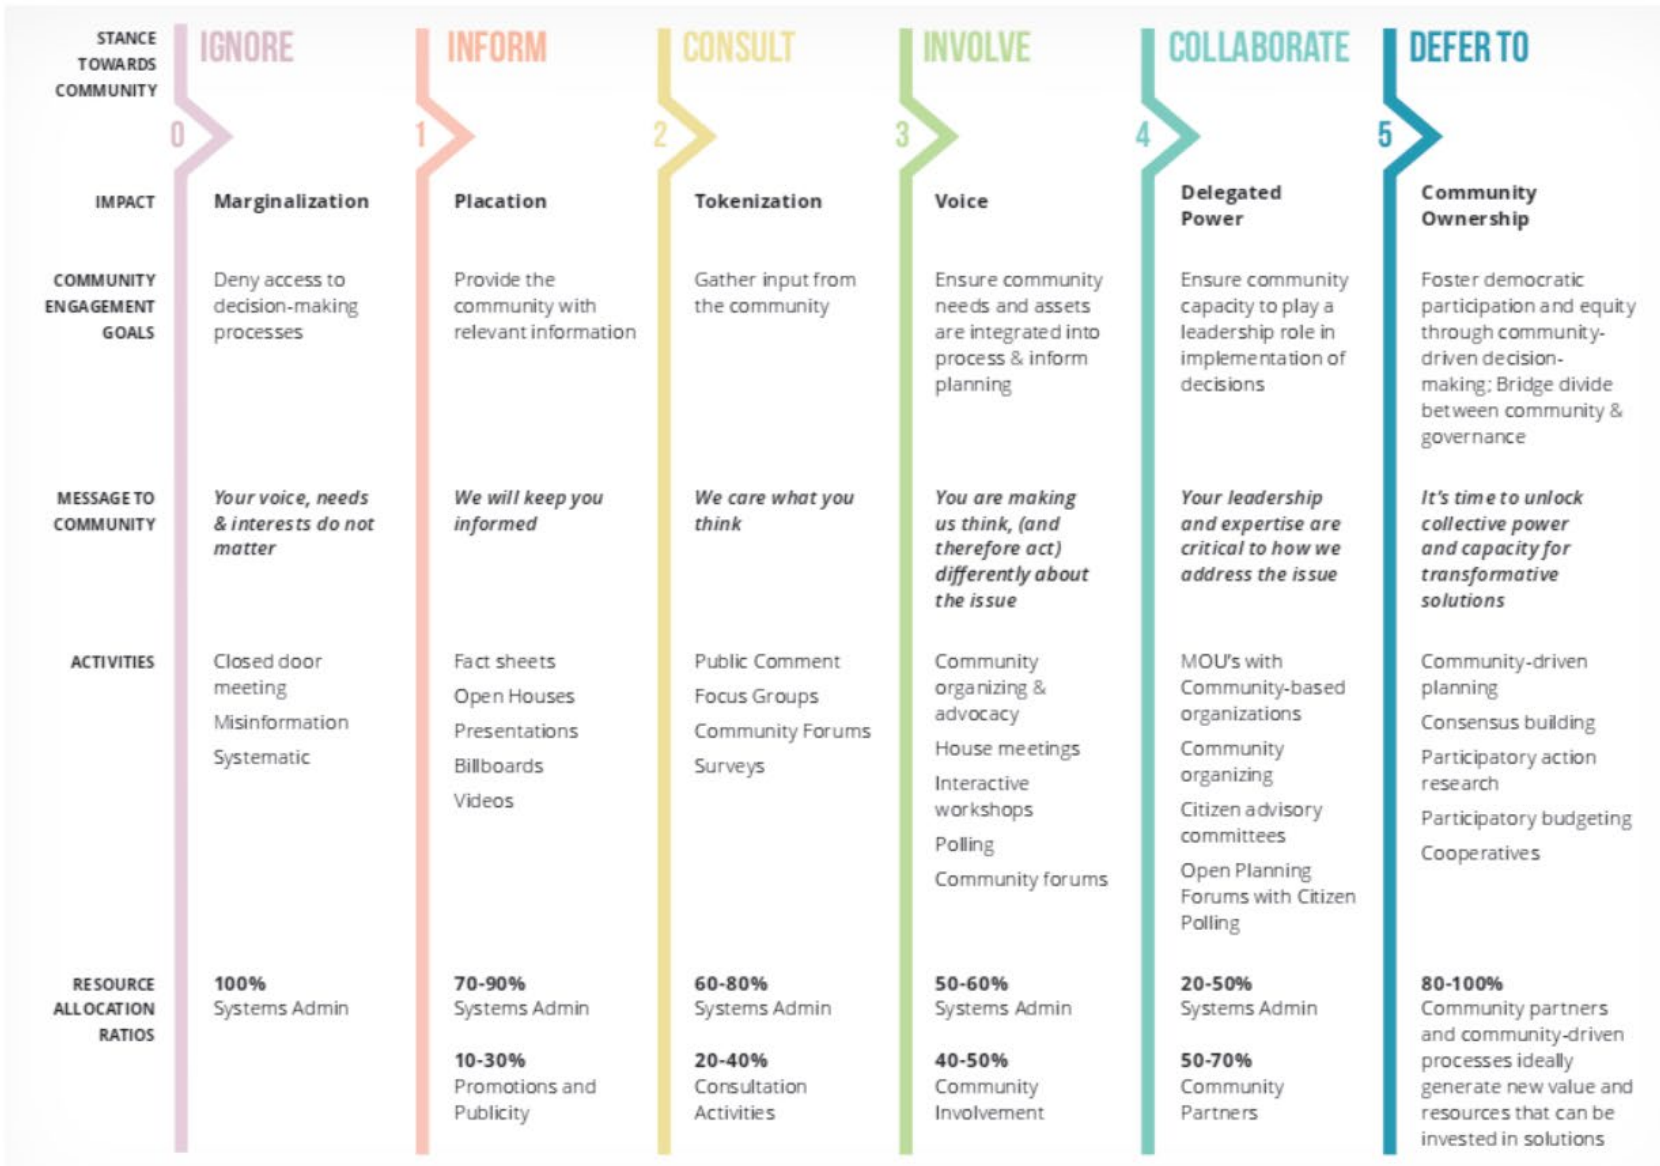 STANCE
TOWARDS
COMMUNITY
IGNORE
INFORM
CONSULT
INVOLVE
COLLABORATE
DEFER TO
0
1
2
3
4
5
IMPACT
Marginalization
Placation
Tokenization
Voice
Delegated
Power
Community
Ownership
COMMUNITY
ENGAGEMENT
GOALS
Deny access to
decision-making
processes
Provide the
community with
relevant information
Gather input from
the community
Ensure community
needs and assets
are integrated into
process & inform
planning
Ensure community
capacity to play a
leadership role in
implementation of
decisions
Foster democratic
participation and equity
through community-
driven decision-
making; Bridge divide
between community &
governance
MESSAGE TO
COMMUNITY
Your voice, needs
& interests do not
matter
We will keep you
informed
We care what you
think
You are making
us think, (and
therefore act)
differently about
the issue
Your leadership
and expertise are
critical to how we
address the issue
It's time to unlock
collective power
and capacity for
transformative
solutions
ACTIVITIES
Closed door
meeting
Misinformation
Systematic
Fact sheets
Open Houses
Presentations
Billboards
Videos
Public Comment
Focus Groups
Community Forums
Surveys
Community
organizing &
advocacy
House meetings
Interactive
workshops
Polling
Community forums
MOU's with
Community-based
organizations
Community
organizing
Citizen advisory
committees
Open Planning
Forums with Citizen
Polling
Community-driven
planning
Consensus building
Participatory action
research
Participatory budgeting
Cooperatives
RESOURCE
ALLOCATION
RATIOS
100%
Systems Admin
70-90%
Systems Admin
10-30%
Promotions and
Publicity
60-80%
Systems Admin
20-40%
Consultation
Activities
50-60%
Systems Admin
40-50%
Community
Involvement
20-50%
Systems Admin
50-70%
Community
Partners
80-100%
Community partners
and community-driven
processes ideally
generate new value and
resources that can be
invested in solutions